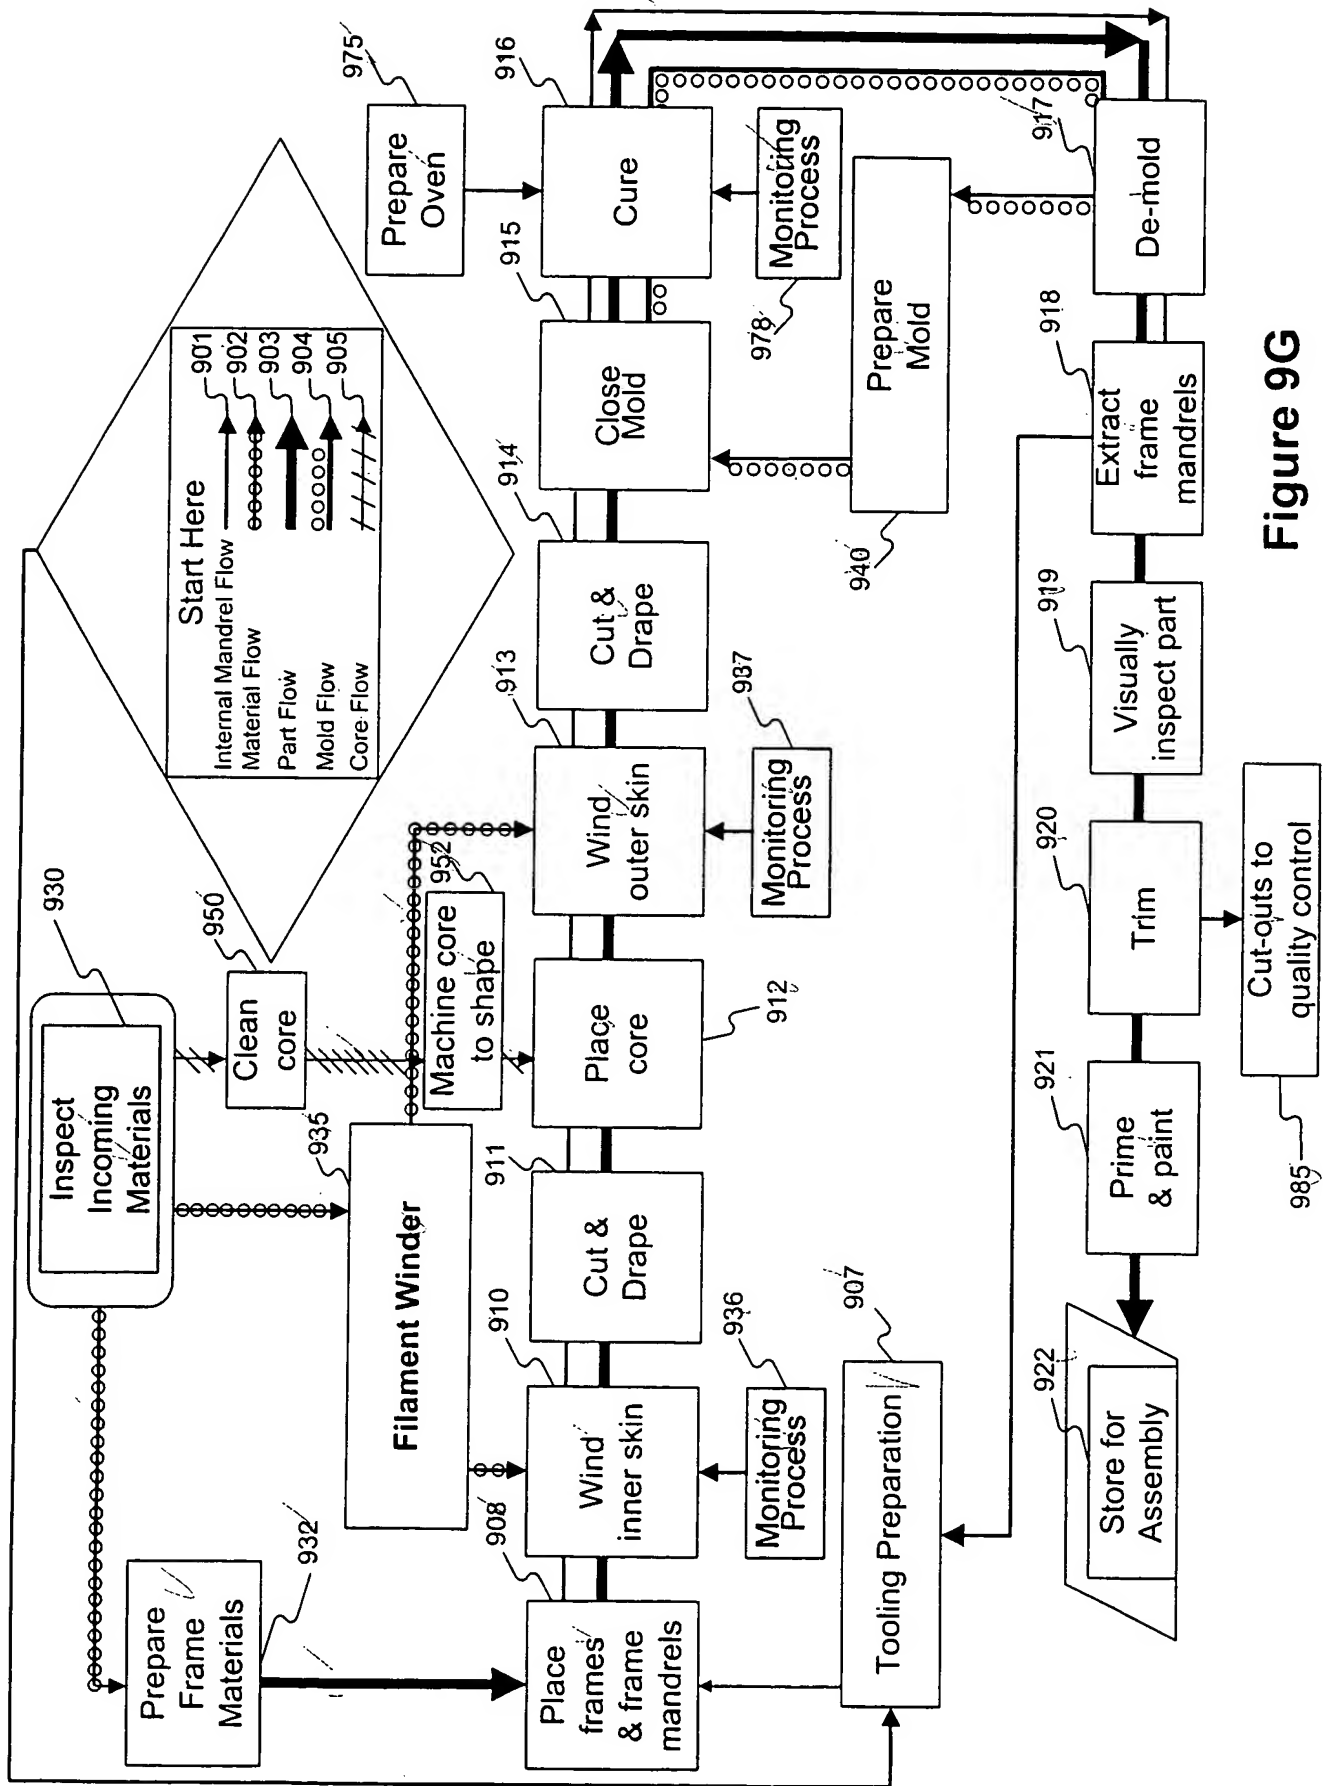 Start Here
Internal Mandrel Flow
901
Material Flow
902
Part Flow
903
Mold Flow
904
Core Flow
905
Inspect
Incoming
Materials
930
Clean
core
950
Prepare
Frame
Materials
932
Filament Winder
935
Machine core
to shape
952
Prepare
Oven
975
Place
frames
& frame
mandrels
908
Wind
inner skin
910
Cut &
Drape
911
Place
core
912
Wind
outer skin
913
Cut &
Drape
914
Close
Mold
915
Cure
916
Monitoring
Process
936
Monitoring
Process
937
Monitoring
Process
978
Tooling Preparation
907
Prepare
Mold
940
De-mold
917
Extract
frame
mandrels
918
Visually
inspect part
919
Trim
920
Prime
& paint
921
Store for
Assembly
922
Cut-outs to
quality control
985
Figure 9G